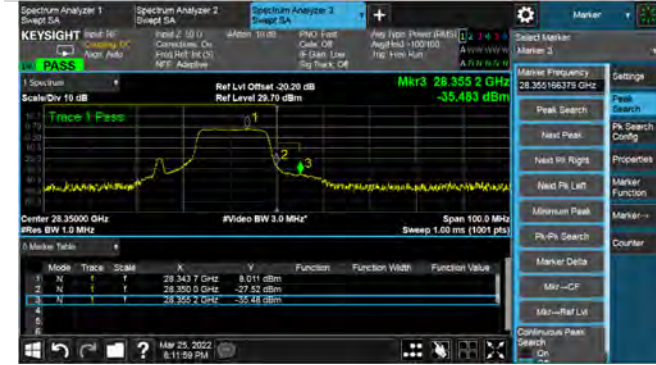 Spectrum Analyzer 1
Swept SA
Spectrum Analyzer 2
Swept SA
Spectrum Analyzer 3
Swept SA
+
Marker
KEYSIGHT Input: RF
Coupling: DC
Align: Auto
Input Z: 50 Ω
Corrections: On
Freq Ref: Int (S)
NFE: Adaptive
PNO: Fast
Gate: Off
IF Gain: Low
Sig Track: Off
Avg Type: Power (RMS)
Avg|Hold: >100/100
Trig: Free Run
PASS
Select Marker
Marker 3
1 Spectrum
Scale/Div 10 dB
Ref Lvl Offset -20.20 dB
Ref Level 29.70 dBm
Mkr3 28.355 2 GHz
-35.483 dBm
Trace 1 Pass
1
2
3
Center 28.35000 GHz
#Res BW 1.0 MHz
#Video BW 3.0 MHz*
Span 100.0 MHz
Sweep 1.00 ms (1001 pts)
Marker Frequency
28.355166379 GHz
Peak Search
Next Peak
Next Pk Right
Next Pk Left
Minimum Peak
Pk-Pk Search
Marker Delta
Mkr→CF
Mkr→Ref Lvl
Continuous Peak
Search
On
Off
Settings
Peak
Search
Pk Search
Config
Properties
Marker
Function
Marker→
Counter
Marker Table
Mode Trace Scale X Y Function Function Width Function Value
1 N 1 f 28.343 7 GHz 8.011 dBm
2 N 1 f 28.350 0 GHz -27.52 dBm
3 N 1 f 28.355 2 GHz -35.48 dBm
4
5
6
?
Mar 25, 2022
6:11:59 PM